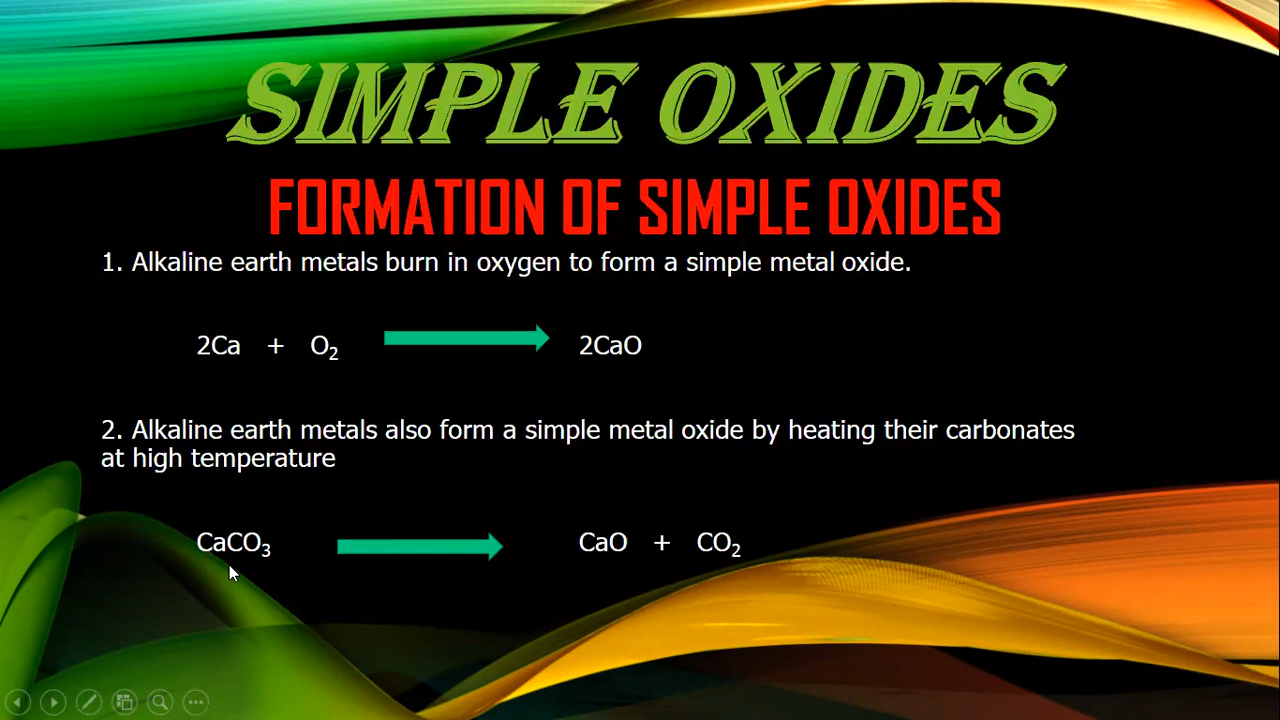 SIMPLE OXIDES
FORMATION OF SIMPLE OXIDES
1. Alkaline earth metals burn in oxygen to form a simple metal oxide.
2Ca + O₂ → 2CaO
2. Alkaline earth metals also form a simple metal oxide by heating their carbonates
at high temperature
CaCO₃ → CaO + CO₂